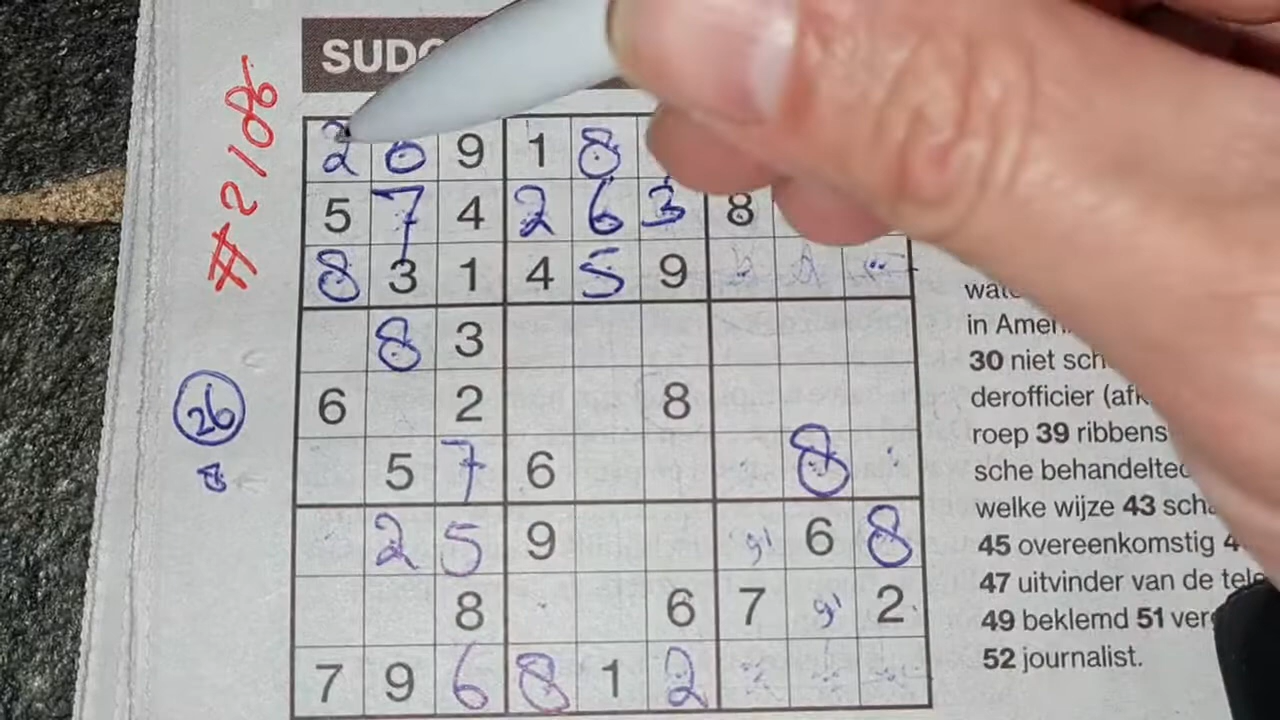 SUDO
#2108
2 6 9 1 8
5 7 4 2 6 3 8
8 3 1 4 5 9
8 3
26
6 2 8
5 7 6 8
2 5 9 6 8
8 6 7 2
7 9 6 8 1 2
in Amer
30 niet sch
derofficier (afk
roep 39 ribbens
sche behandelted
welke wijze 43 sch
45 overeenkomstig 4
47 uitvinder van de tele
49 beklemd 51 ver
52 journalist.